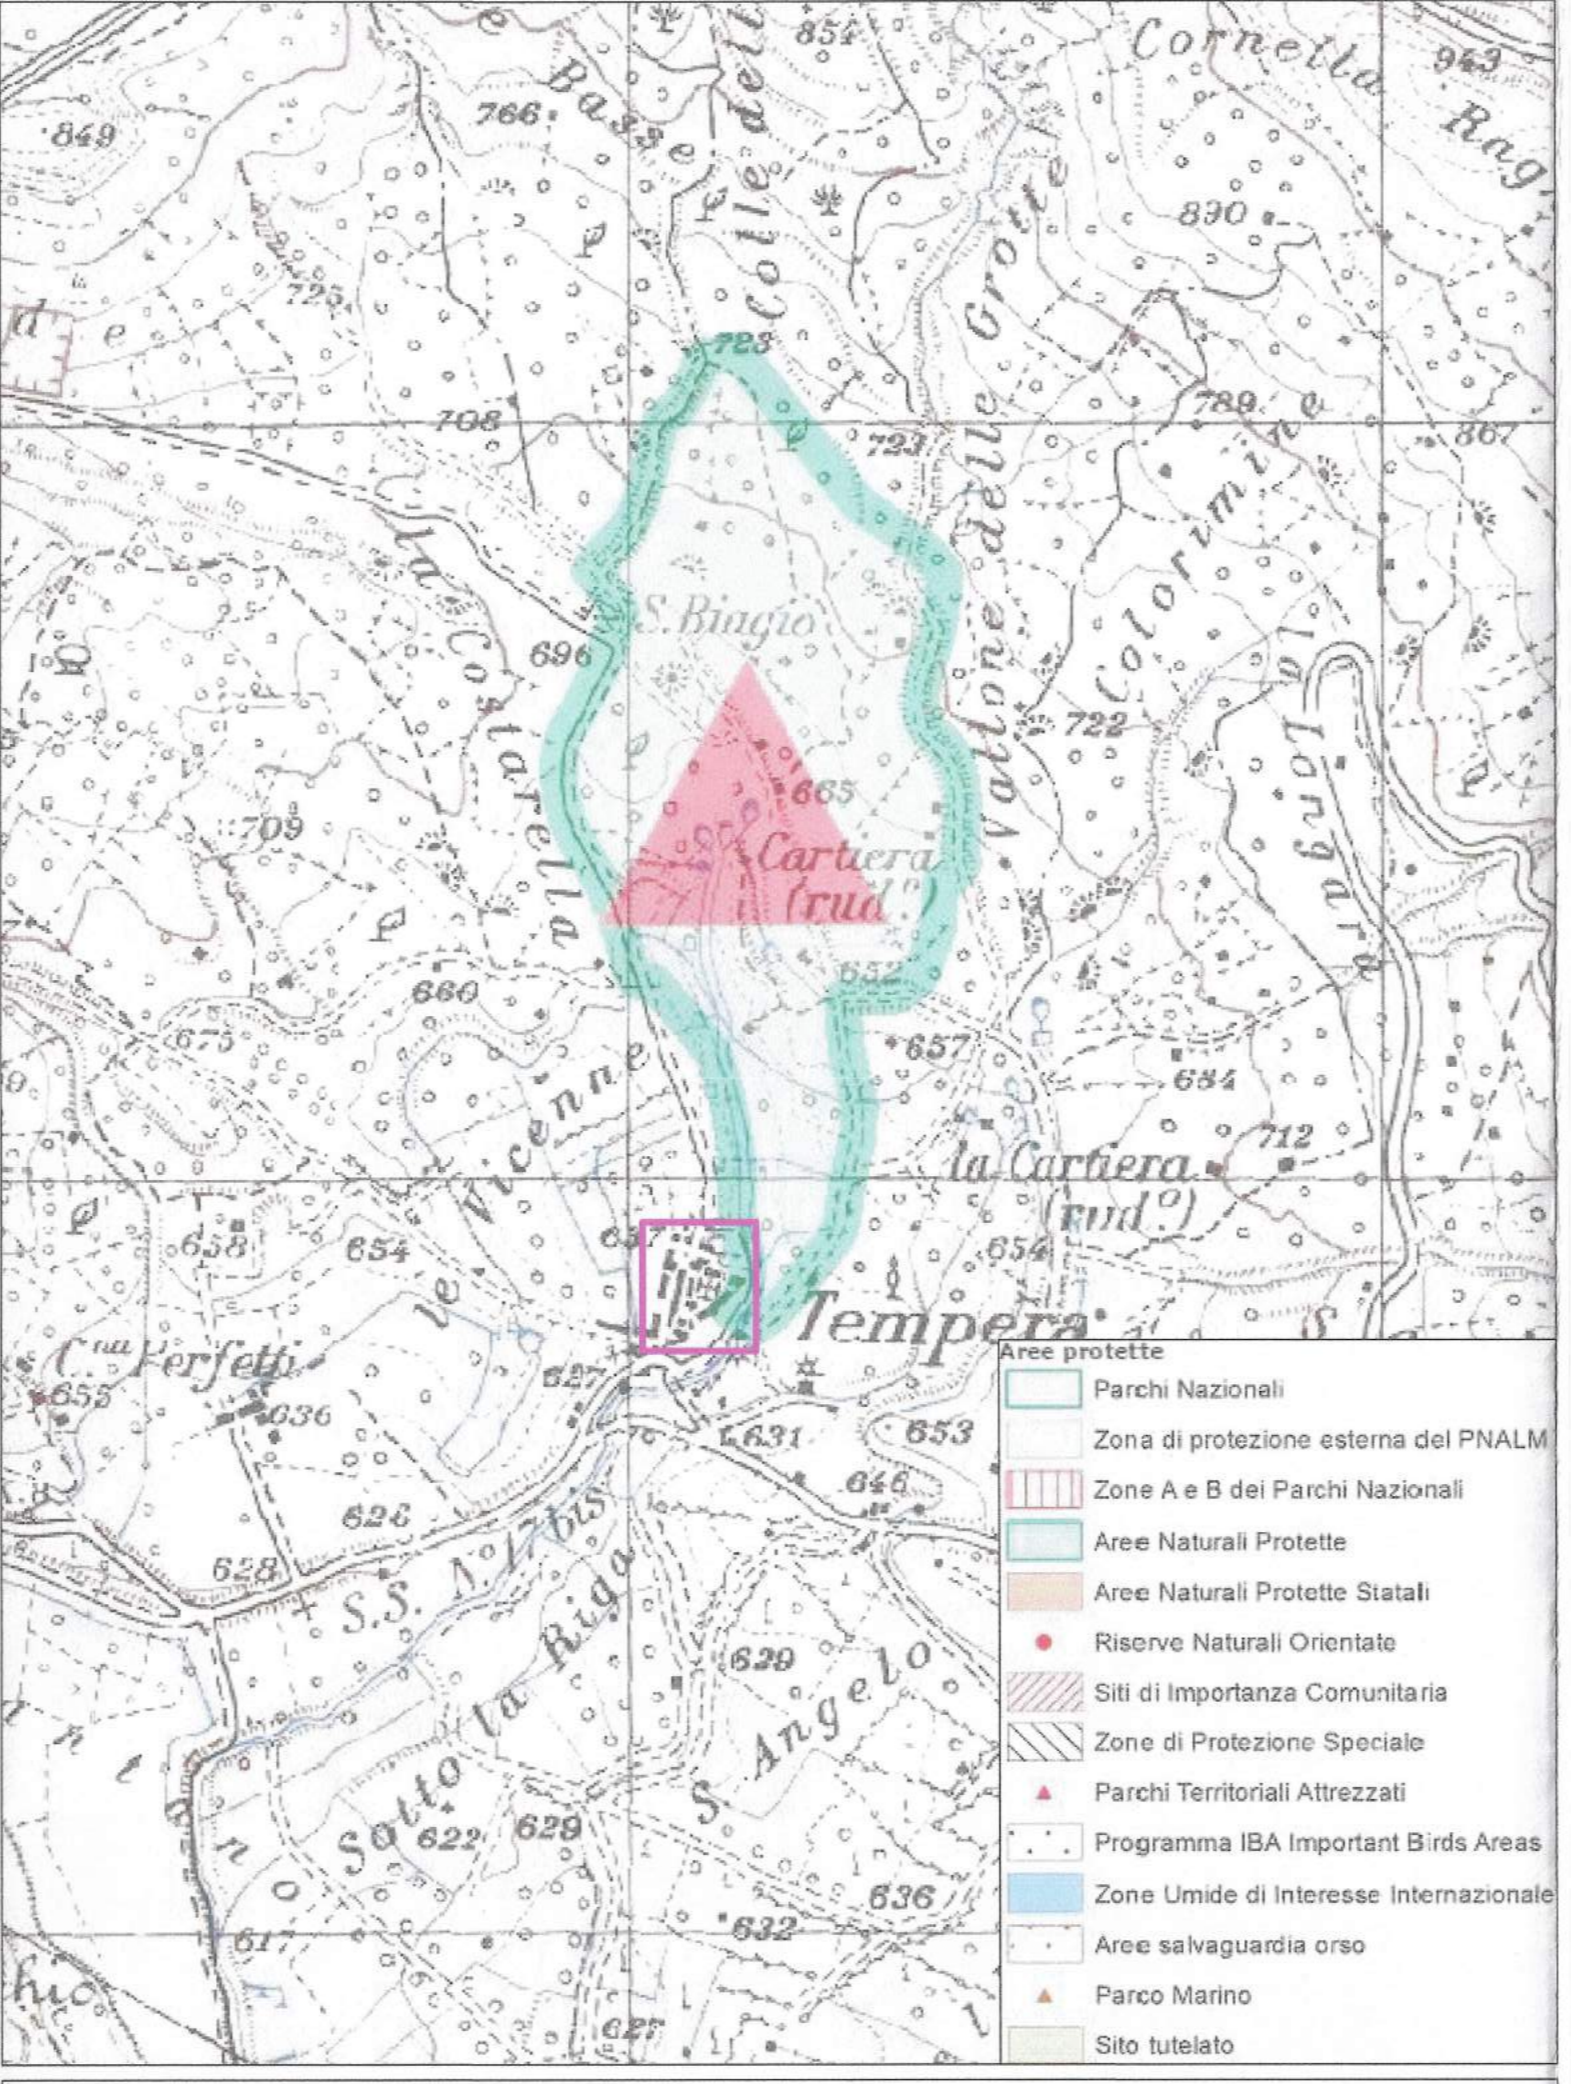 854
Cornella
943
849
766
Basse
Colle dell
Rag
890
725
d e
723
708
789
867
723
Vallone delle Grotte
Colorimine
la Costarella
S. Biagio
696
722
la Fongara
665
709
Cartiera
(rud.º)
652
660
675
657
684
le Vicenne
712
la Cartiera
(rud.º)
657
658
654
654
Tempera
C.na Perfetti
627
655
636
631
653
646
626
628
S.S. N.º 17 bis
Sotto la Riga
629
S. Angelo
622
629
636
632
617
627
Aree protette
Parchi Nazionali
Zona di protezione esterna del PNALM
Zone A e B dei Parchi Nazionali
Aree Naturali Protette
Aree Naturali Protette Statali
Riserve Naturali Orientate
Siti di Importanza Comunitaria
Zone di Protezione Speciale
Parchi Territoriali Attrezzati
Programma IBA Important Birds Areas
Zone Umide di Interesse Internazionale
Aree salvaguardia orso
Parco Marino
Sito tutelato